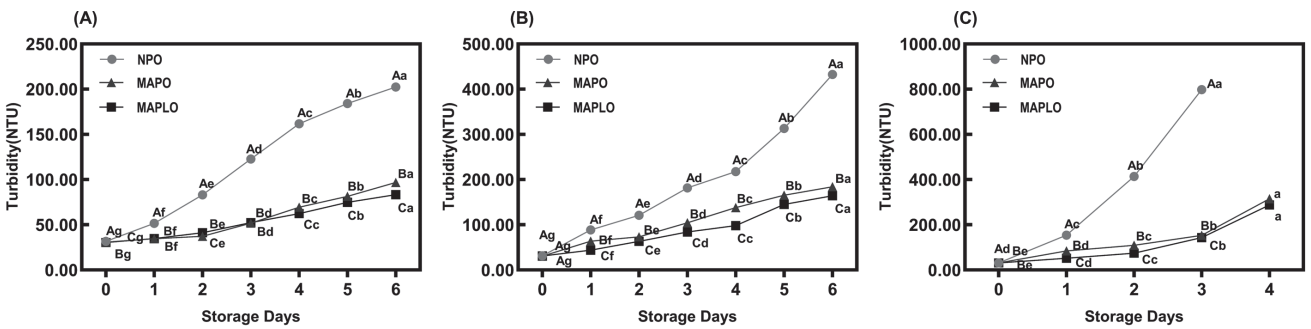 (A)
250.00
200.00
150.00
100.00
50.00
0.00
Turbidity(NTU)
NPO
MAPO
MAPLO
Ag
Cg
Bg
Af
Bf
Bf
Ae
Be
Ce
Ad
Bd
Bd
Ac
Bc
Cc
Ab
Bb
Cb
Aa
Ba
Ca
0 1 2 3 4 5 6
Storage Days
(B)
500.00
400.00
300.00
200.00
100.00
0.00
Turbidity(NTU)
NPO
MAPO
MAPLO
Ag
Ag
Ag
Af
Bf
Cf
Ae
Be
Ce
Ad
Bd
Cd
Ac
Bc
Cc
Ab
Bb
Cb
Aa
Ba
Ca
0 1 2 3 4 5 6
Storage Days
(C)
1000.00
800.00
600.00
400.00
200.00
0.00
Turbidity(NTU)
NPO
MAPO
MAPLO
Ad
Be
Be
Ac
Bd
Cd
Ab
Bc
Cc
Aa
Bb
Cb
a
a
0 1 2 3 4
Storage Days